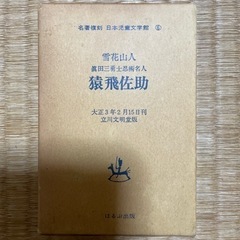 名著復刻 日本児童文学館 ⑥
雪花山人
眞田三勇士忍術名人
猿飛佐助
大正3年2月15日刊
立川文明堂版
ほるぷ出版